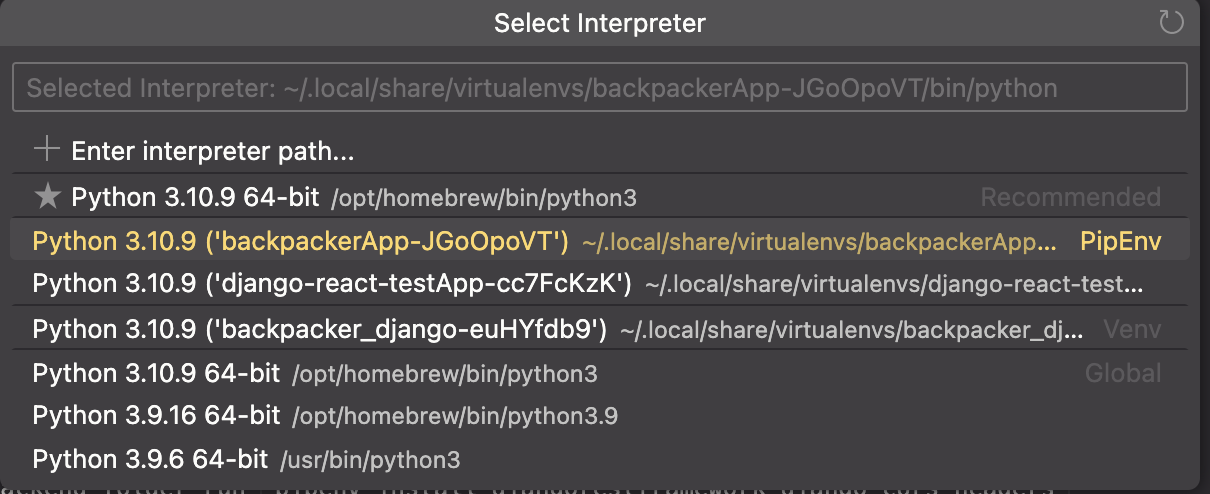 Select Interpreter
Selected Interpreter: ~/.local/share/virtualenvs/backpackerApp-JGoOpoVT/bin/python
Enter interpreter path...
Python 3.10.9 64-bit /opt/homebrew/bin/python3 Recommended
Python 3.10.9 ('backpackerApp-JGoOpoVT') ~/.local/share/virtualenvs/backpackerApp... PipEnv
Python 3.10.9 ('django-react-testApp-cc7FcKzK') ~/.local/share/virtualenvs/django-react-test...
Python 3.10.9 ('backpacker_django-euHYfdb9') ~/.local/share/virtualenvs/backpacker_dj... Venv
Python 3.10.9 64-bit /opt/homebrew/bin/python3 Global
Python 3.9.16 64-bit /opt/homebrew/bin/python3.9
Python 3.9.6 64-bit /usr/bin/python3